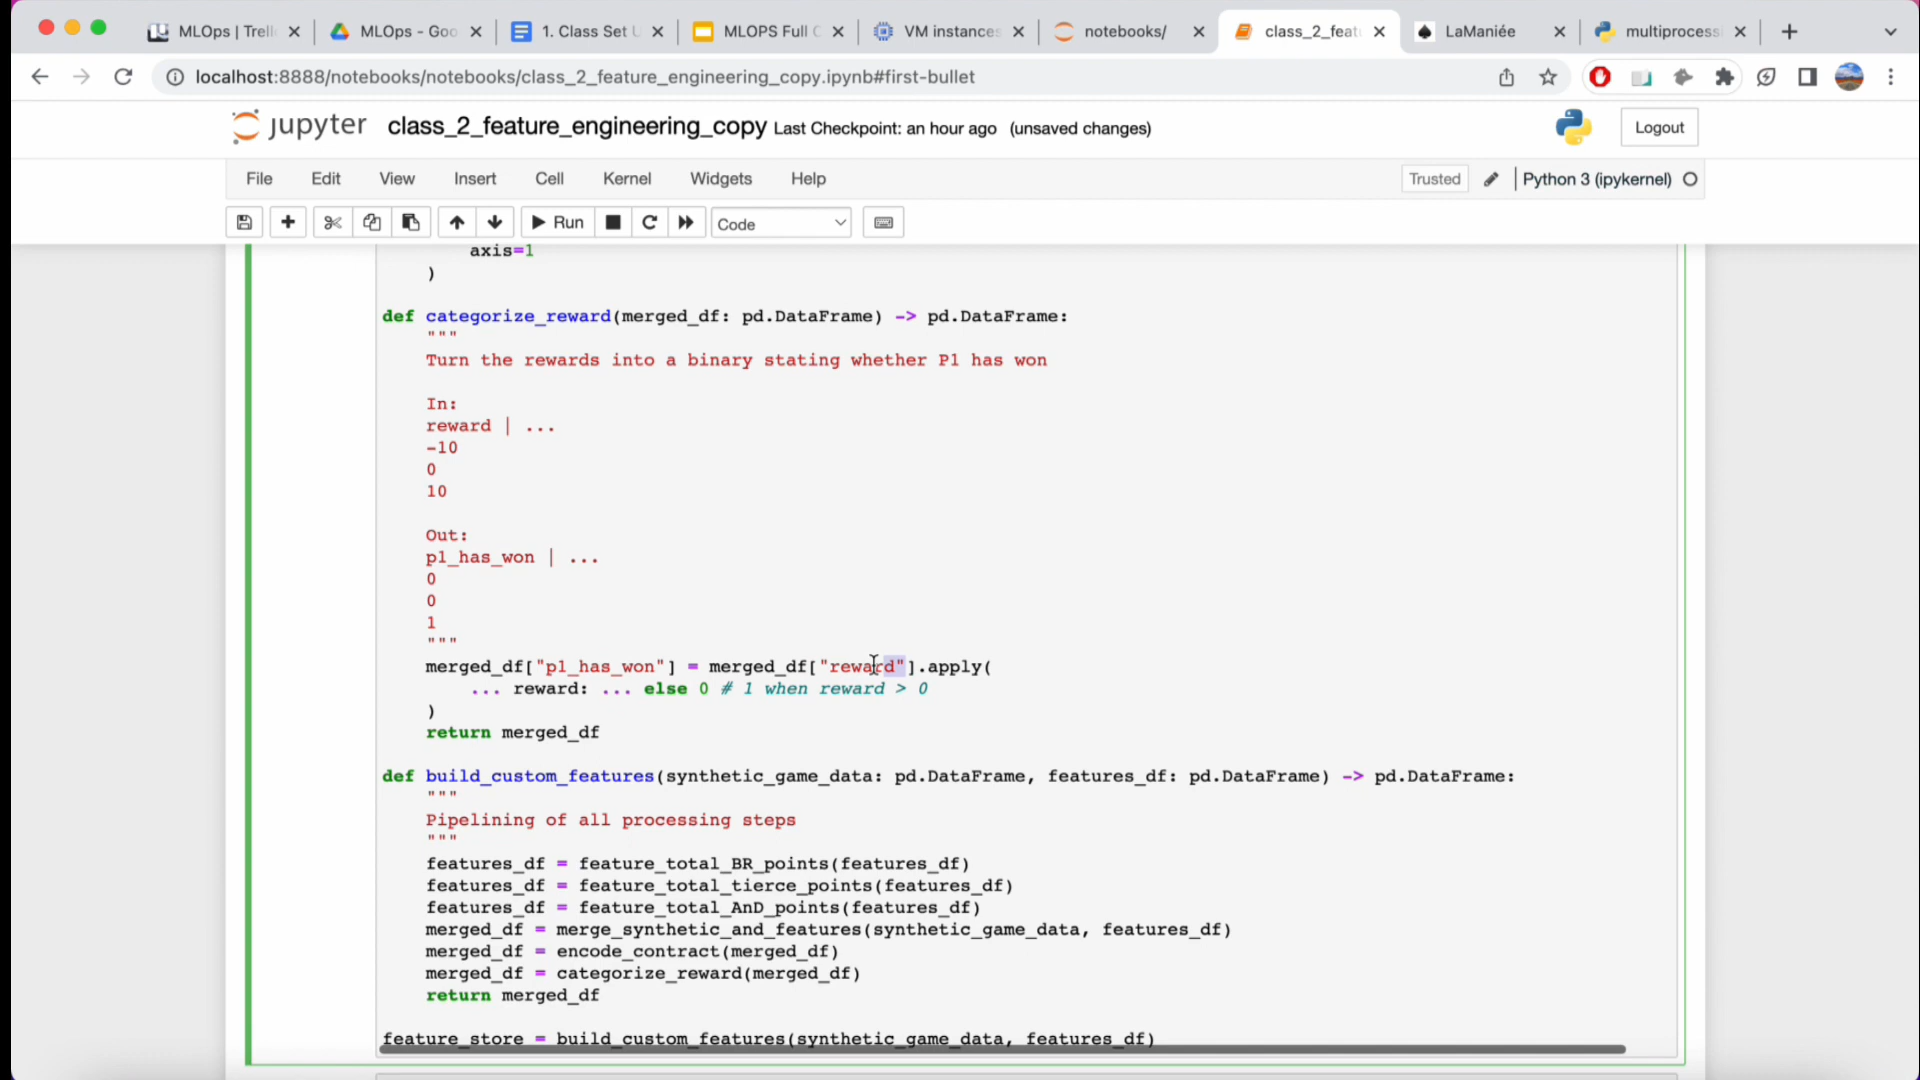 MLOps | Trell
MLOps - Goo
1. Class Set U
MLOPS Full C
VM instances
notebooks/
class_2_feat
LaManiée
multiprocess
localhost:8888/notebooks/notebooks/class_2_feature_engineering_copy.ipynb#first-bullet
jupyter class_2_feature_engineering_copy Last Checkpoint: an hour ago (unsaved changes)
Logout
File Edit View Insert Cell Kernel Widgets Help
Trusted Python 3 (ipykernel)
Run Code
axis=1
)
def categorize_reward(merged_df: pd.DataFrame) -> pd.DataFrame:
"""
Turn the rewards into a binary stating whether P1 has won
In:
reward | ...
-10
0
10
Out:
p1_has_won | ...
0
0
1
"""
merged_df["p1_has_won"] = merged_df["reward"].apply(
... reward: ... else 0 # 1 when reward > 0
)
return merged_df
def build_custom_features(synthetic_game_data: pd.DataFrame, features_df: pd.DataFrame) -> pd.DataFrame:
"""
Pipelining of all processing steps
"""
features_df = feature_total_BR_points(features_df)
features_df = feature_total_tierce_points(features_df)
features_df = feature_total_AnD_points(features_df)
merged_df = merge_synthetic_and_features(synthetic_game_data, features_df)
merged_df = encode_contract(merged_df)
merged_df = categorize_reward(merged_df)
return merged_df
feature_store = build_custom_features(synthetic_game_data, features_df)